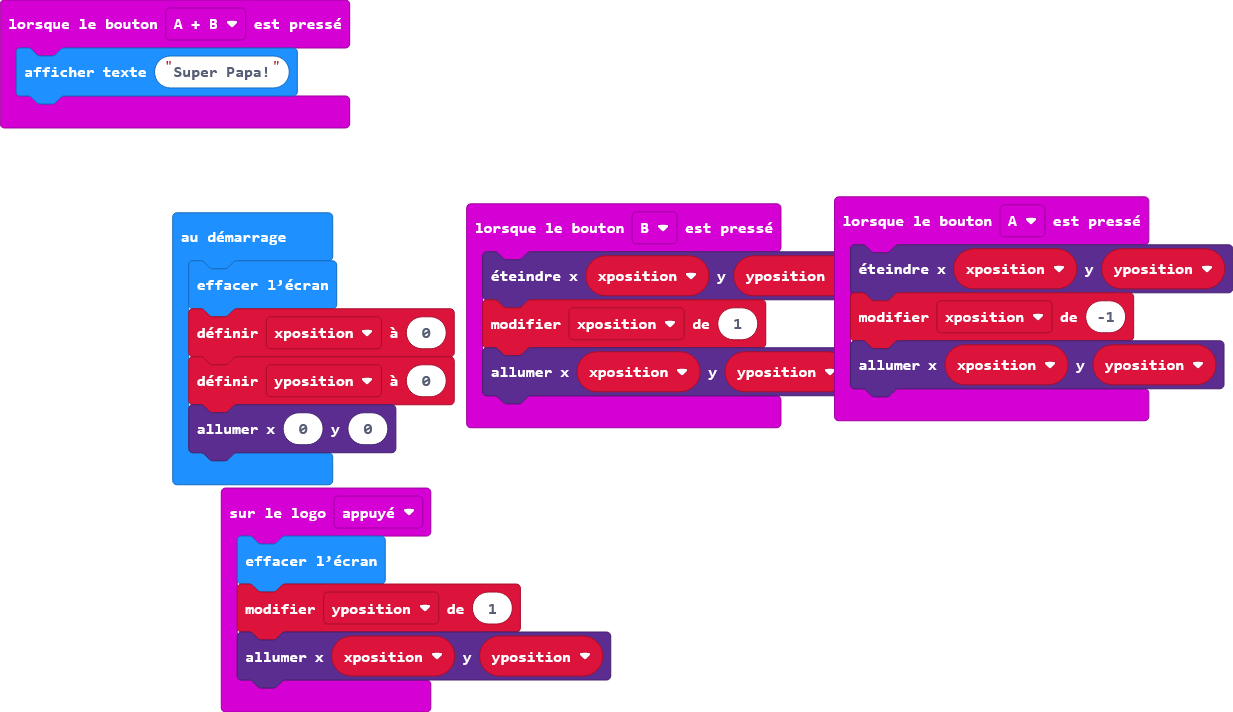 lorsque le bouton A + B est pressé
afficher texte "Super Papa!"
au démarrage
effacer l'écran
définir xposition à 0
définir yposition à 0
allumer x 0 y 0
lorsque le bouton B est pressé
éteindre x xposition y yposition
modifier xposition de 1
allumer x xposition y yposition
lorsque le bouton A est pressé
éteindre x xposition y yposition
modifier xposition de -1
allumer x xposition y yposition
sur le logo appuyé
effacer l'écran
modifier yposition de 1
allumer x xposition y yposition